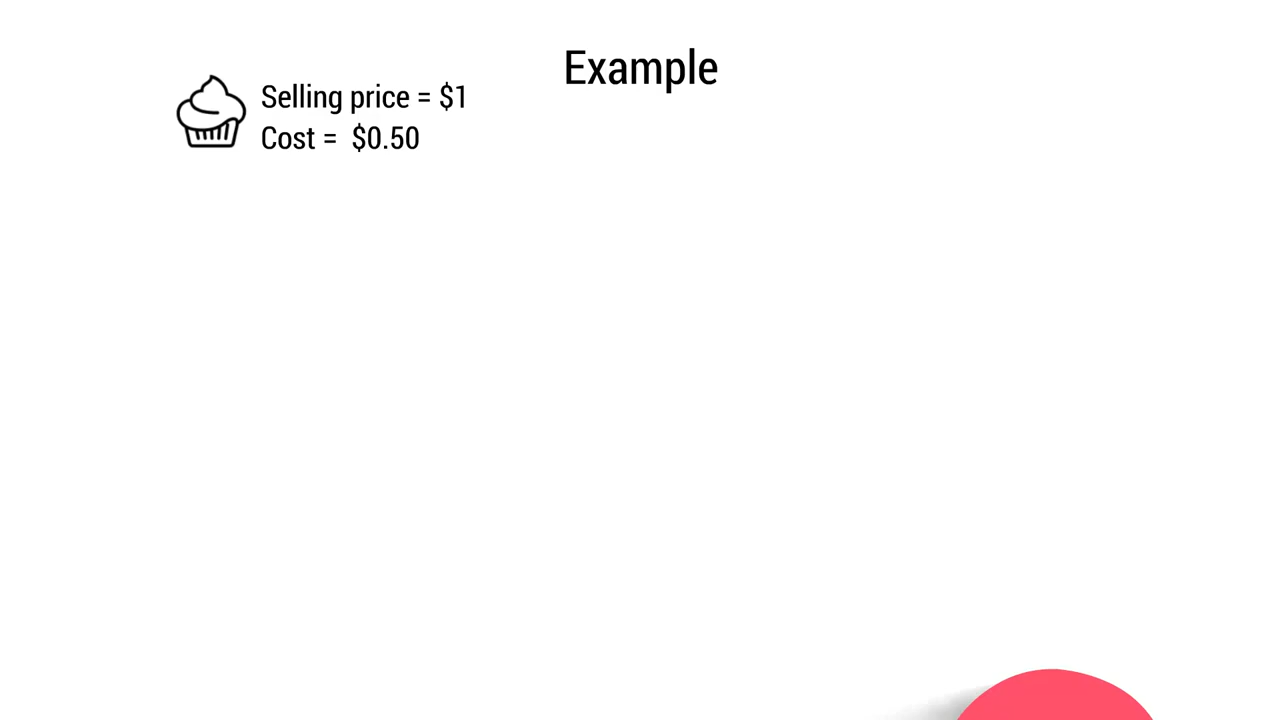 Example
Selling price = $1
Cost = $0.50